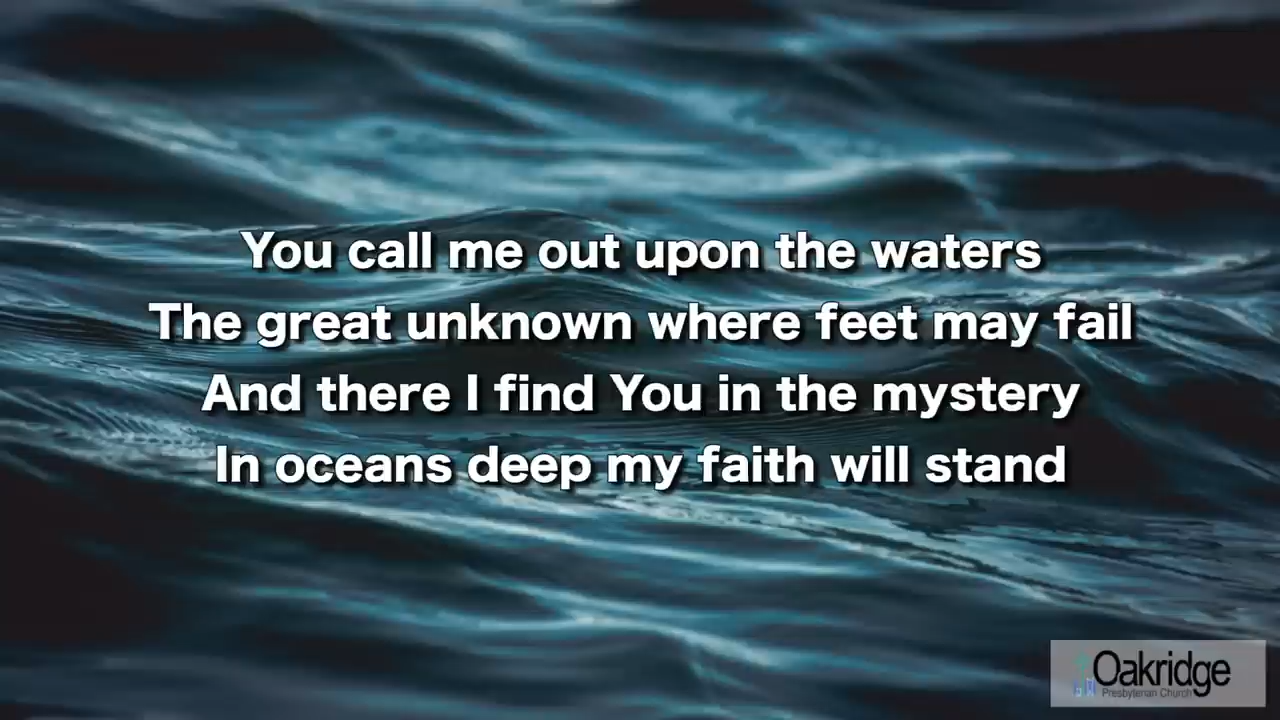 You call me out upon the waters
The great unknown where feet may fail
And there I find You in the mystery
In oceans deep my faith will stand
Oakridge
Presbyterian Church